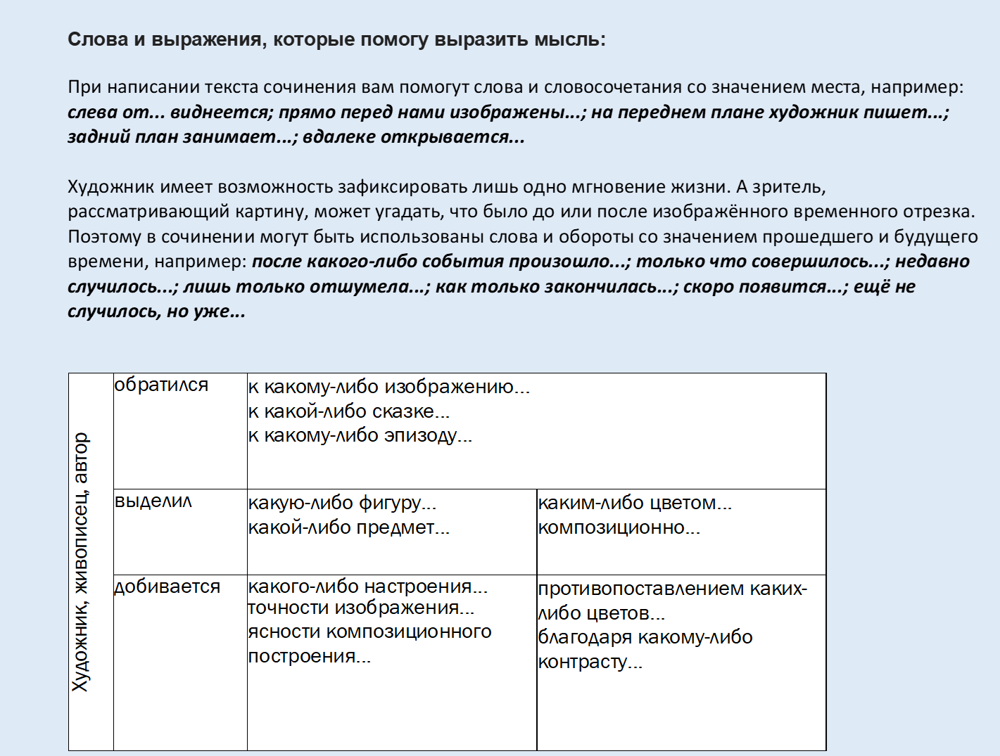 Слова и выражения, которые помогу выразить мысль:
При написании текста сочинения вам помогут слова и словосочетания со значением места, например:
слева от... виднеется; прямо перед нами изображены...; на переднем плане художник пишет...;
задний план занимает...; вдалеке открывается...
Художник имеет возможность зафиксировать лишь одно мгновение жизни. А зритель,
рассматривающий картину, может угадать, что было до или после изображённого временного отрезка.
Поэтому в сочинении могут быть использованы слова и обороты со значением прошедшего и будущего
времени, например: после какого-либо события произошло...; только что совершилось...; недавно
случилось...; лишь только отшумела...; как только закончилась...; скоро появится...; ещё не
случилось, но уже...
Художник, живописец, автор
обратился
к какому-либо изображению...
к какой-либо сказке...
к какому-либо эпизоду...
выделил
какую-либо фигуру...
какой-либо предмет...
каким-либо цветом...
композиционно...
добивается
какого-либо настроения...
точности изображения...
ясности композиционного
построения...
противопоставлением каких-
либо цветов...
благодаря какому-либо
контрасту...